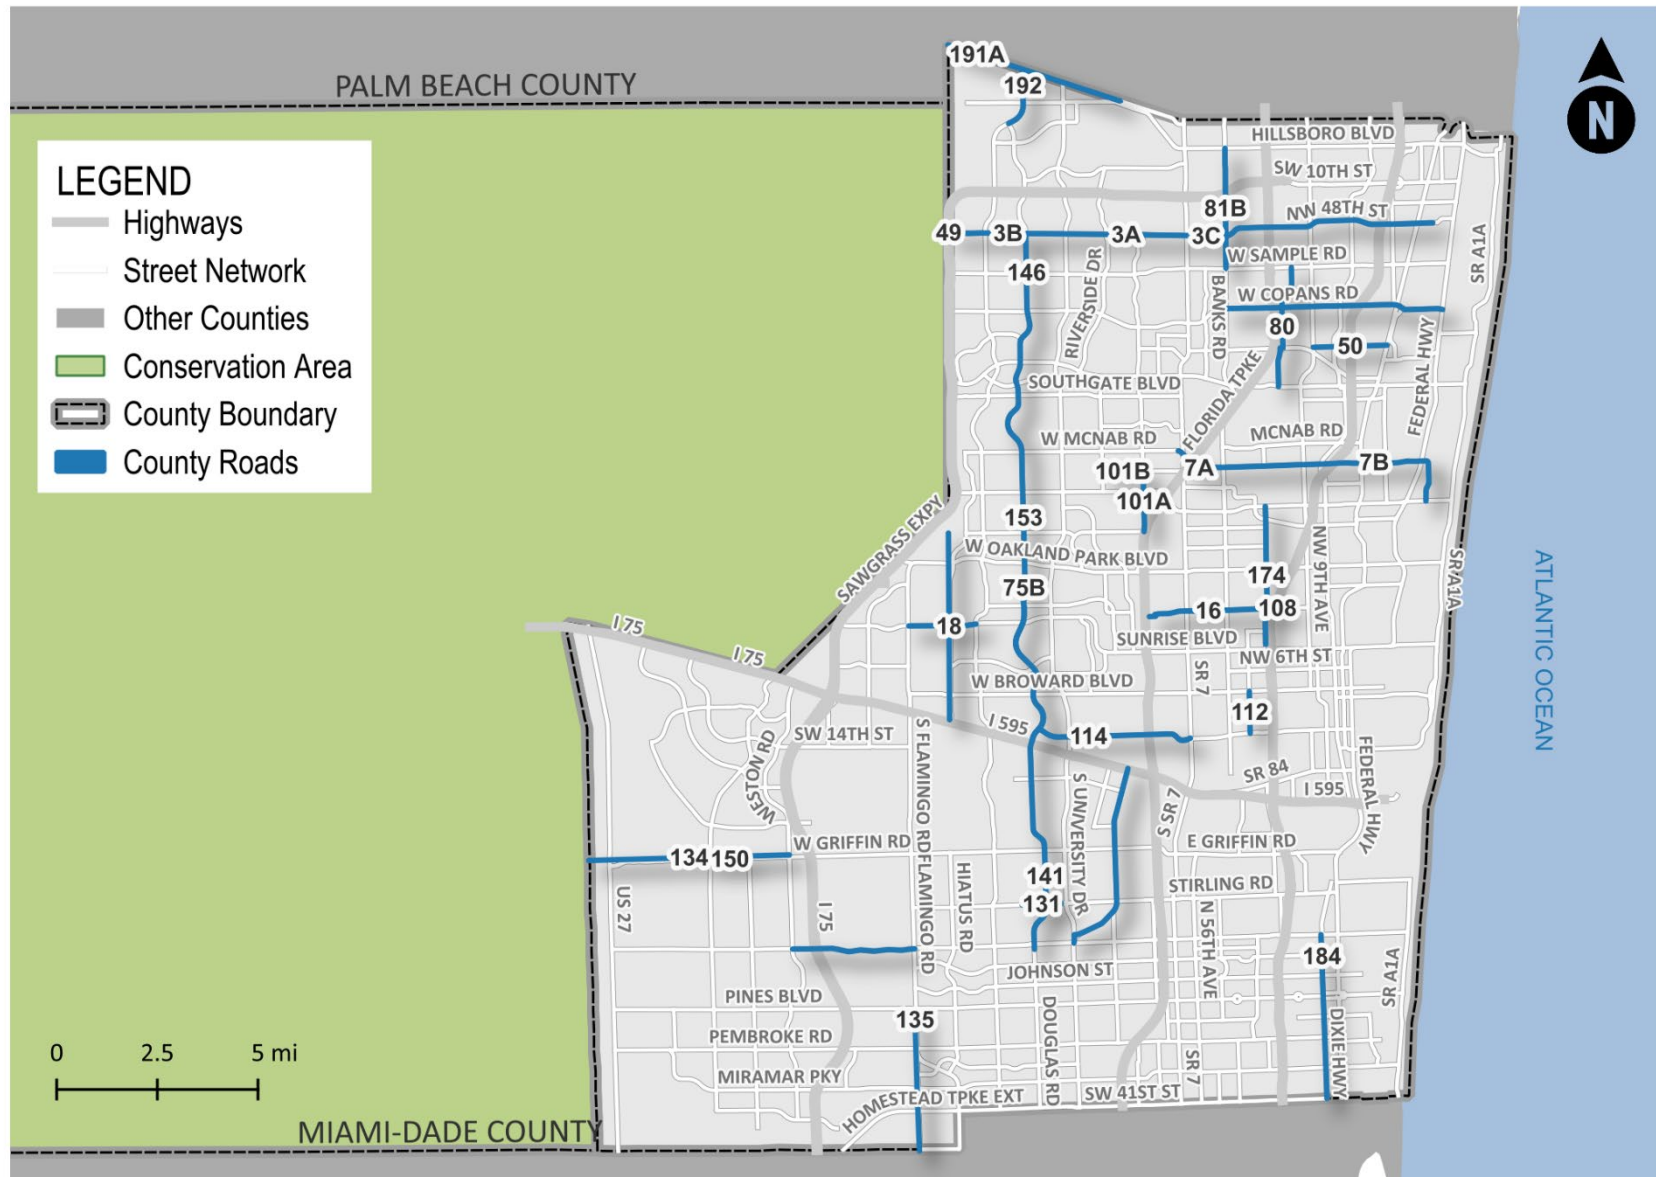 PALM BEACH COUNTY
191A
192
N
HILLSBORO BLVD
SW 10TH ST
LEGEND
Highways
Street Network
Other Counties
Conservation Area
County Boundary
County Roads
81B
NN 48TH ST
49
3B
3A
3C
W SAMPLE RD
SR A1A
146
RIVERSIDE DR
BANKS RD
W COPANS RD
80
50
FEDERAL HWY
SOUTHGATE BLVD
FLORIDA TPKE
W MCNAB RD
MCNAB RD
101B
7A
7B
101A
SAWGRASS EXPY
153
W OAKLAND PARK BLVD
NW 9TH AVE
SR A1A
ATLANTIC OCEAN
75B
174
16
108
I 75
18
SUNRISE BLVD
NW 6TH ST
I 75
SR 7
W BROWARD BLVD
112
I 595
114
SW 14TH ST
S FLAMINGO RD
WESTON RD
S UNIVERSITY DR
SR 84
I 595
FEDERAL HWY
S SR 7
W GRIFFIN RD
E GRIFFIN RD
134
150
FLAMINGO RD
HIATUS RD
141
131
STIRLING RD
US 27
I 75
N 56TH AVE
184
SR A1A
JOHNSON ST
PINES BLVD
135
DOUGLAS RD
DIXIE HWY
PEMBROKE RD
SR 7
MIRAMAR PKY
SW 41ST ST
HOMESTEAD TPKE EXT
0 2.5 5 mi
MIAMI-DADE COUNTY